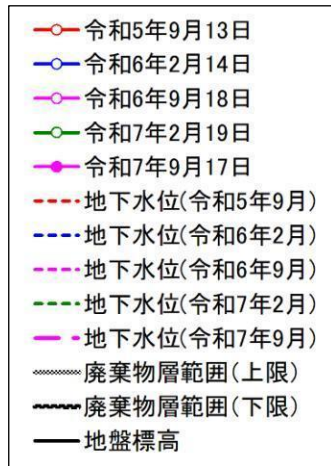 令和5年9月13日
令和6年2月14日
令和6年9月18日
令和7年2月19日
令和7年9月17日
地下水位(令和5年9月)
地下水位(令和6年2月)
地下水位(令和6年9月)
地下水位(令和7年2月)
地下水位(令和7年9月)
廃棄物層範囲(上限)
廃棄物層範囲(下限)
地盤標高